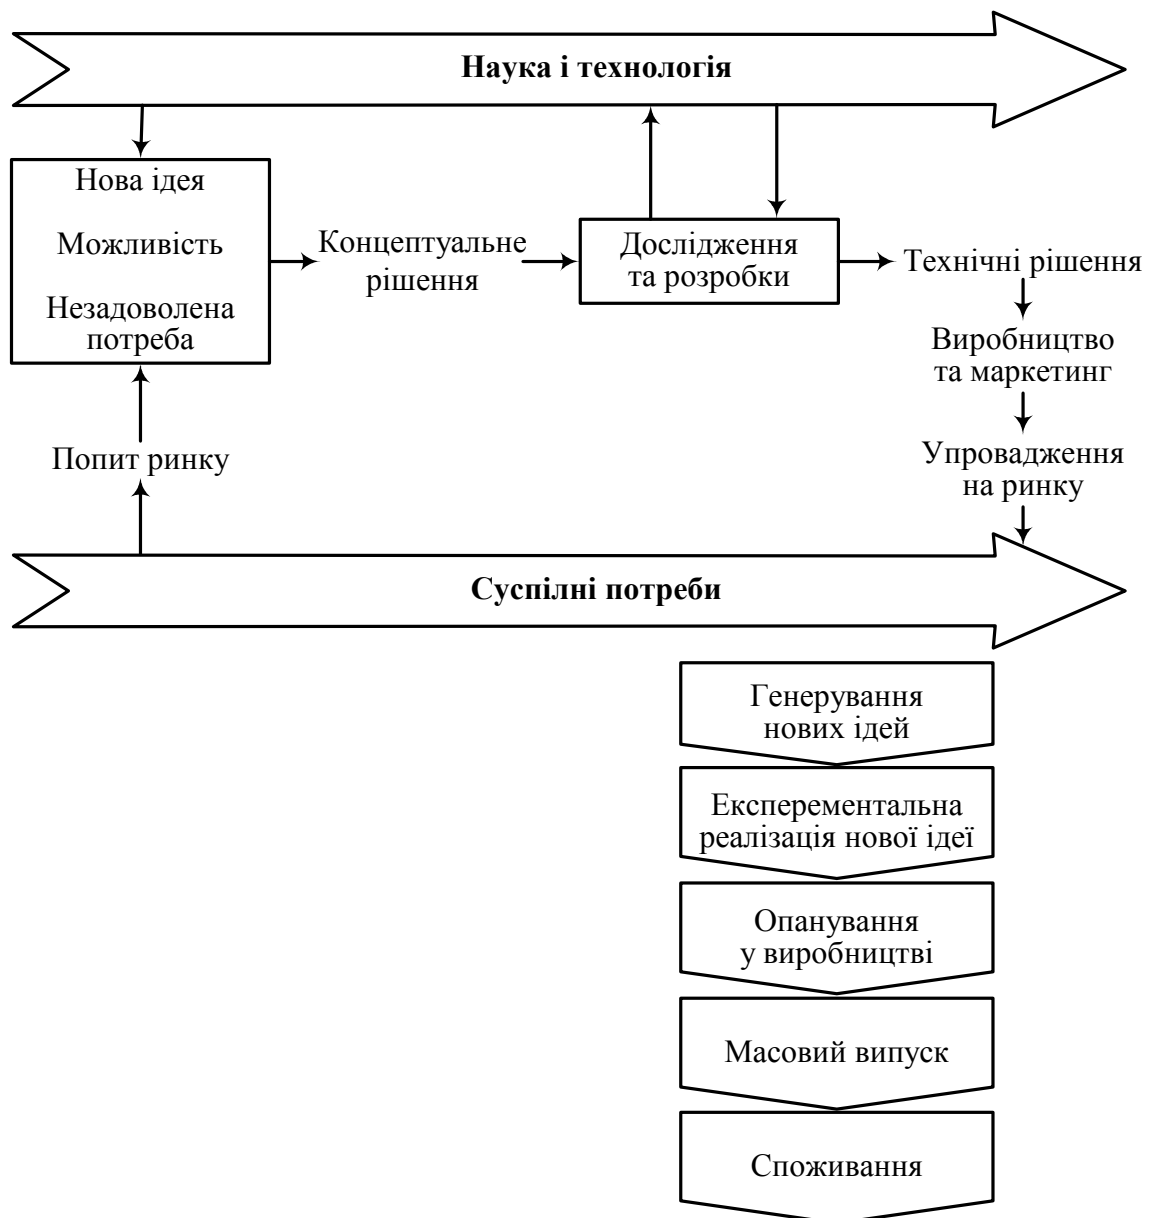 Наука і технологія
Нова ідея
Можливість
Незадоволена
потреба
Концептуальне
рішення
Дослідження
та розробки
Технічні рішення
Виробництво
та маркетинг
Упровадження
на ринку
Попит ринку
Суспілні потреби
Генерування
нових ідей
Експерементальна
реалізація нової ідеї
Опанування
у виробництві
Масовий випуск
Споживання